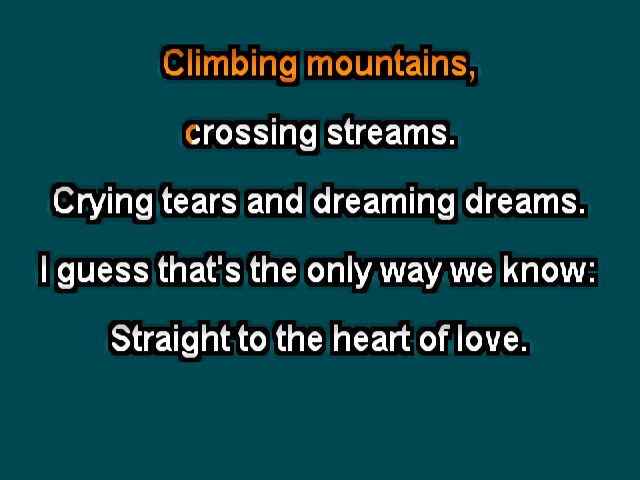 Climbing mountains,
crossing streams.
Crying tears and dreaming dreams.
I guess that's the only way we know:
Straight to the heart of love.